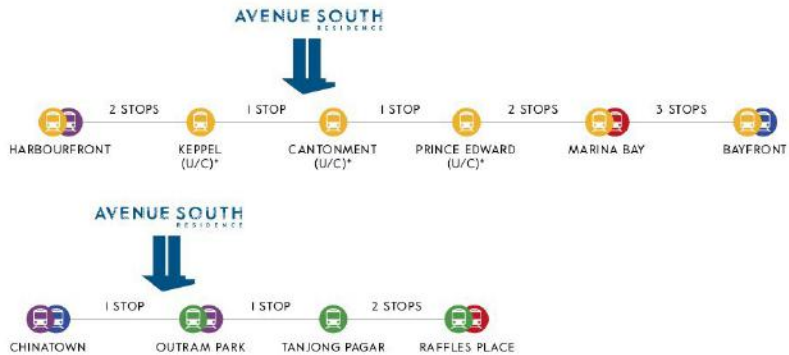 AVENUE SOUTH
RESIDENCE
2 STOPS 1 STOP 1 STOP 2 STOPS 3 STOPS
HARBOURFRONT KEPPEL CANTONMENT PRINCE EDWARD MARINA BAY BAYFRONT
(U/C)* (U/C)* (U/C)*
AVENUE SOUTH
RESIDENCE
1 STOP 1 STOP 2 STOPS
CHINATOWN OUTRAM PARK TANJONG PAGAR RAFFLES PLACE